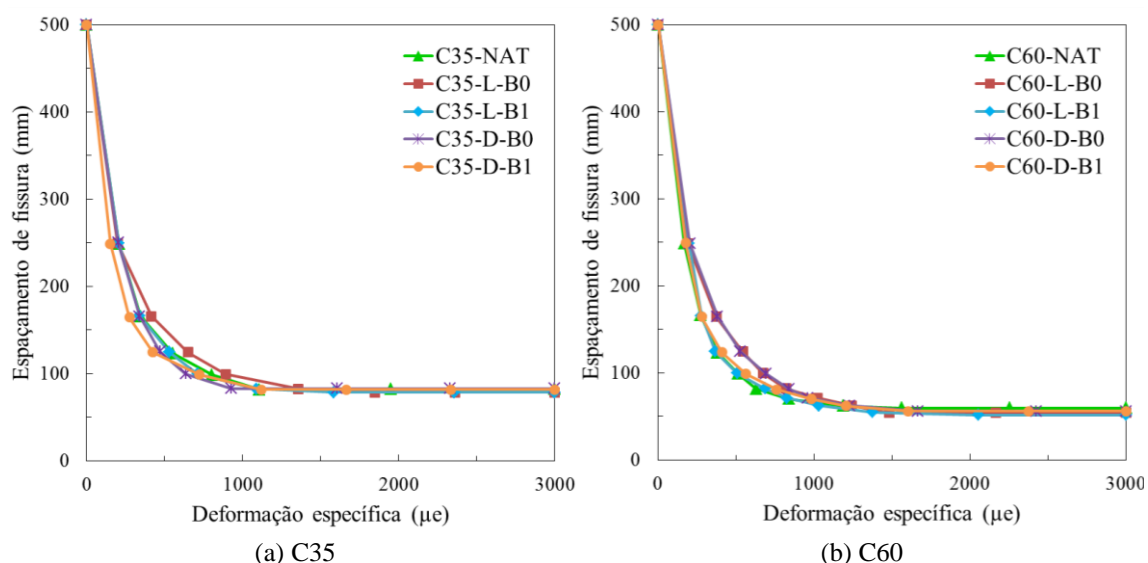 500
400
300
200
100
0
Espaçamento de fissura (mm)
C35-NAT
C35-L-B0
C35-L-B1
C35-D-B0
C35-D-B1
0 1000 2000 3000
Deformação específica (µe)
(a) C35
500
400
300
200
100
0
Espaçamento de fissura (mm)
C60-NAT
C60-L-B0
C60-L-B1
C60-D-B0
C60-D-B1
0 1000 2000 3000
Deformação específica (µe)
(b) C60